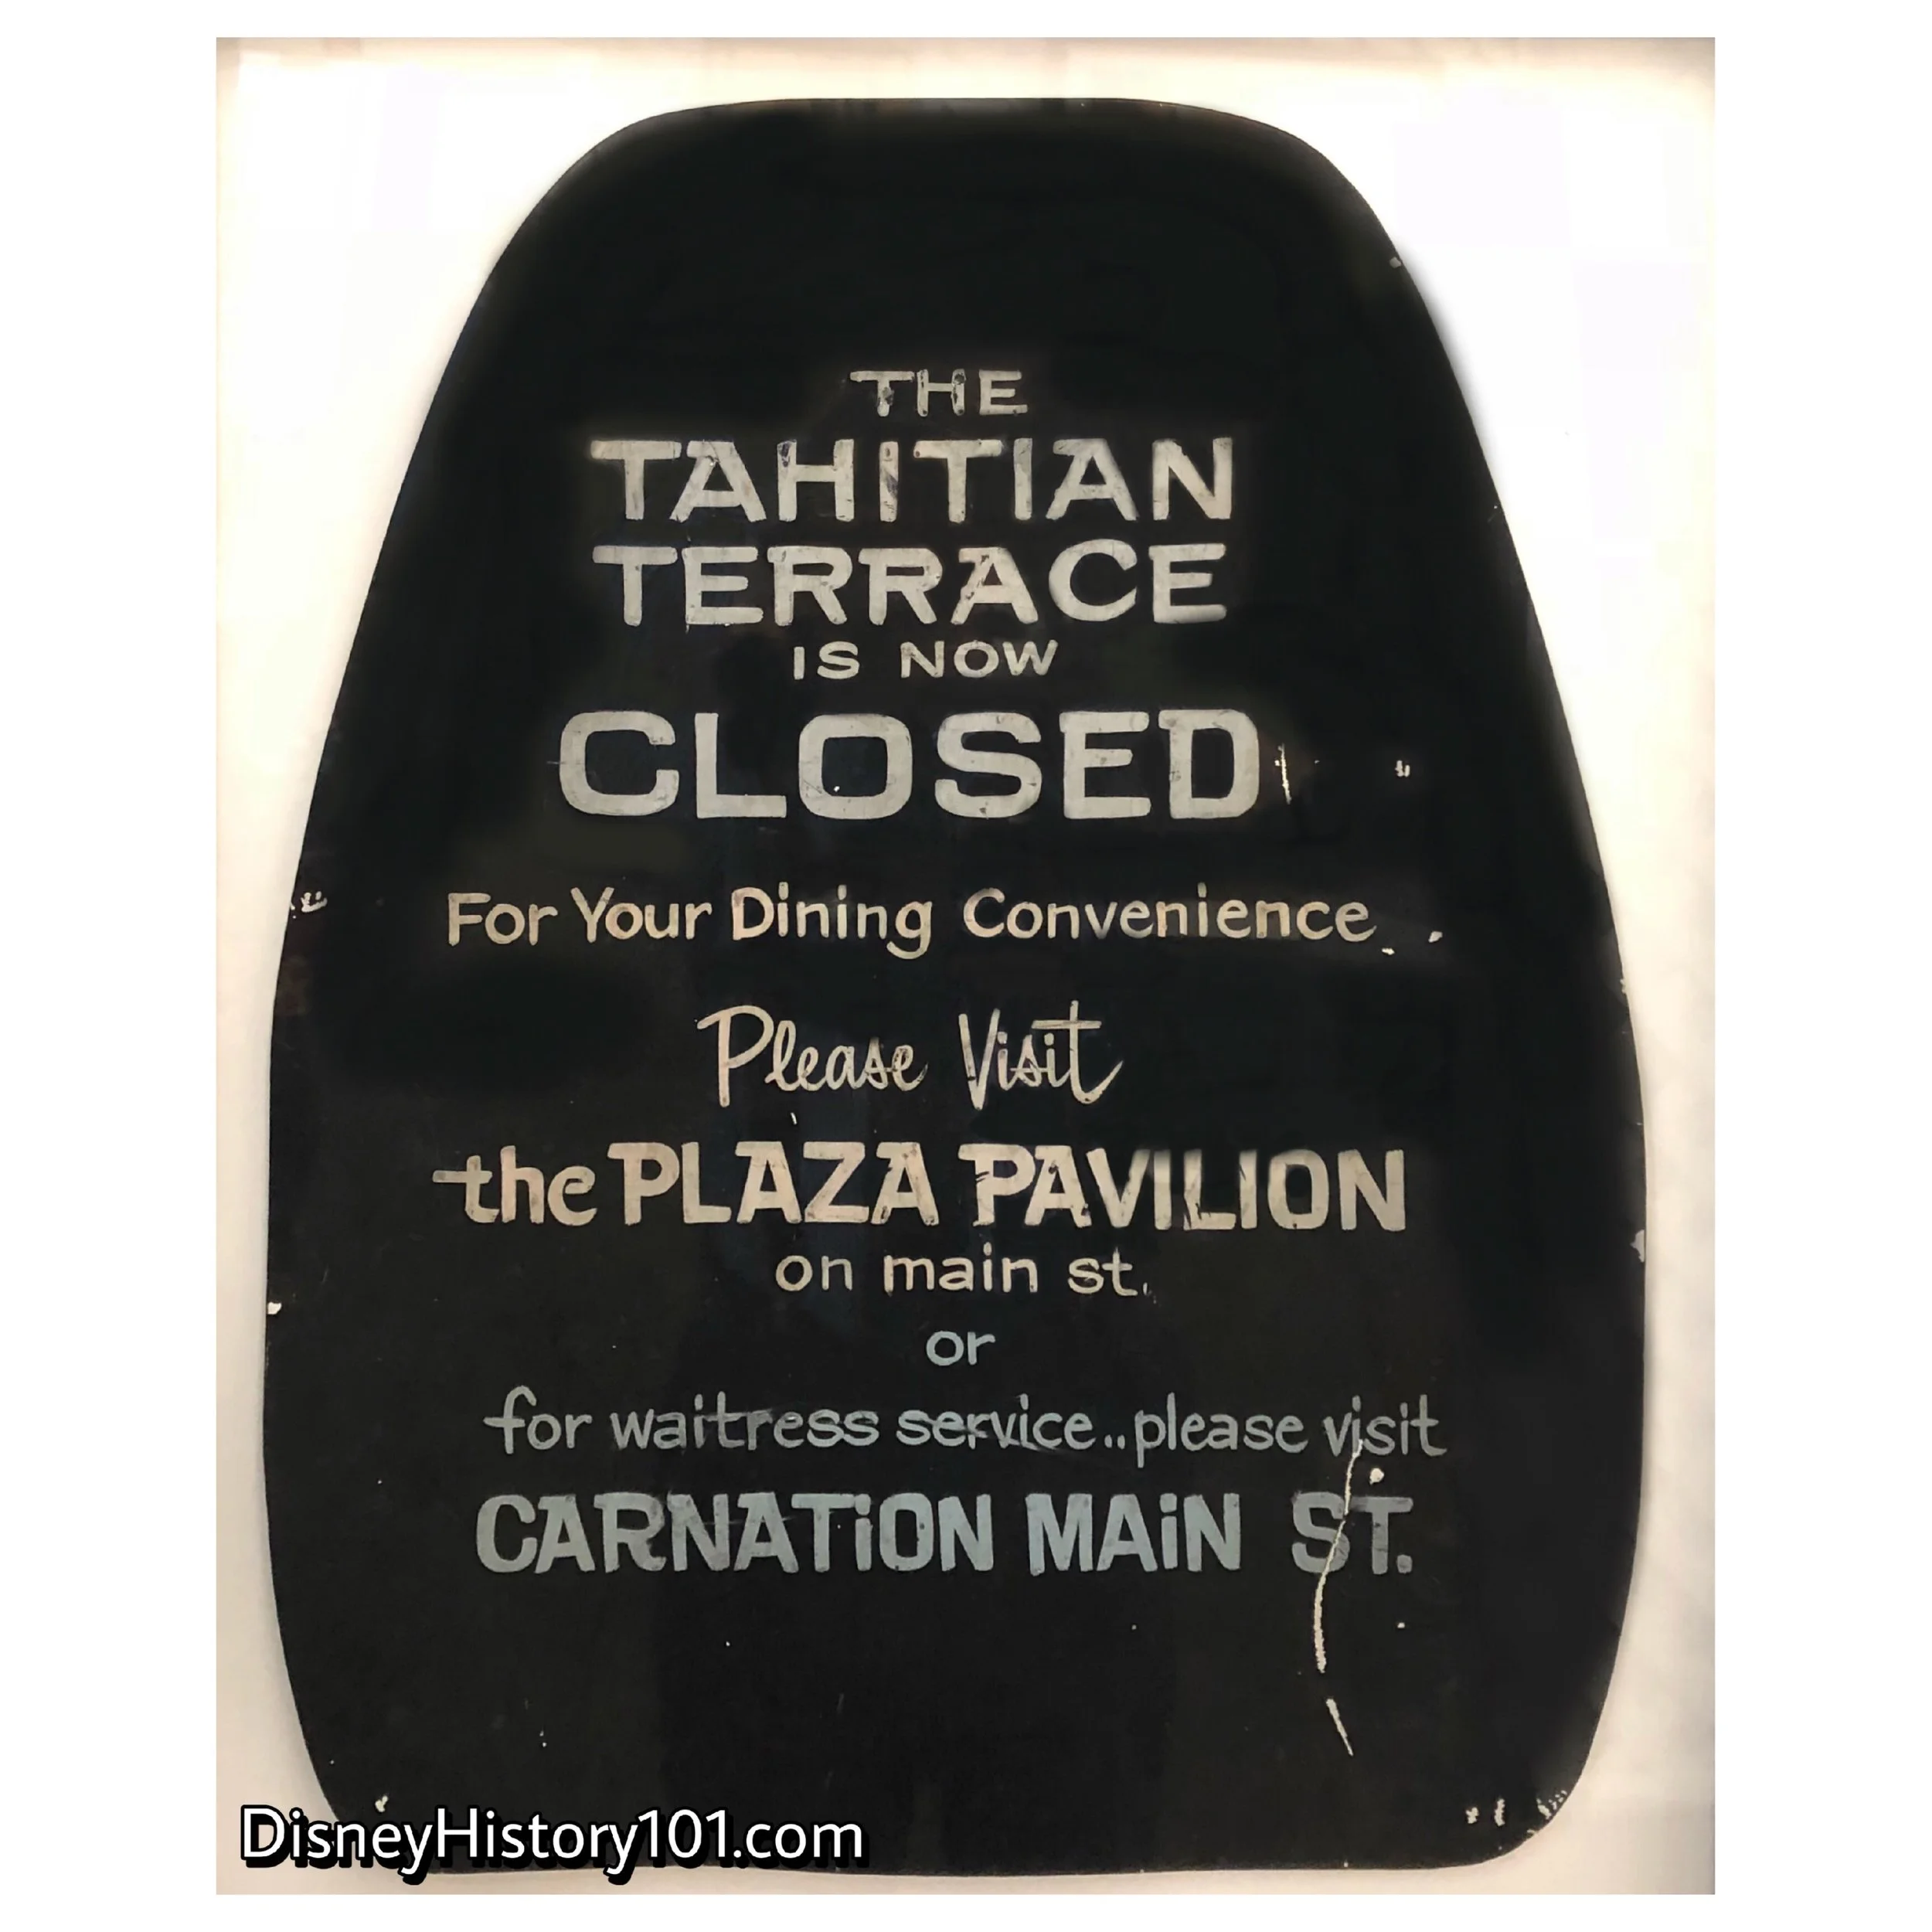 THE
TAHITIAN
TERRACE
IS NOW
CLOSED
For Your Dining Convenience
Please Visit
the PLAZA PAVILION
on main st.
or
for waitress service..please visit
CARNATiON MAiN ST.
DisneyHistory101.com